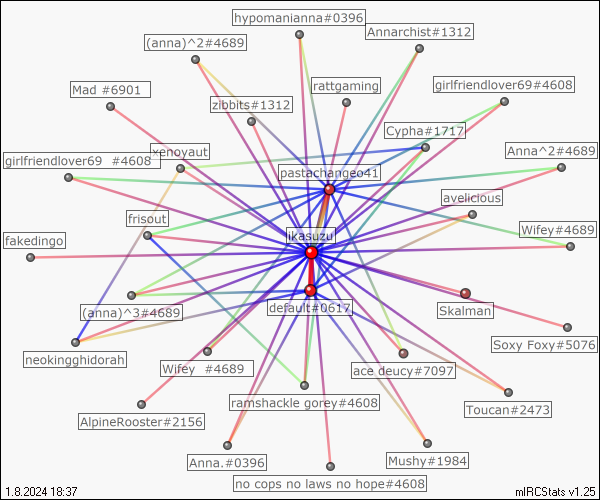 hypomanianna#0396
Annarchist#1312
(anna)^2#4689
Mad #6901
rattgaming
girlfriendlover69#4608
zibbits#1312
Cypha#1717
xenoyaut
Anna^2#4689
girlfriendlover69 #4608
pastachangeo41
avelicious
frisout
Wifey#4689
ikasuzu
fakedingo
default#0617
(anna)^3#4689
Skalman
Soxy Foxy#5076
neokingghidorah
Wifey #4689
ace deucy#7097
ramshackle gorey#4608
Toucan#2473
AlpineRooster#2156
Anna.#0396
Mushy#1984
no cops no laws no hope#4608
1.8.2024 18:37
mIRCStats v1.25